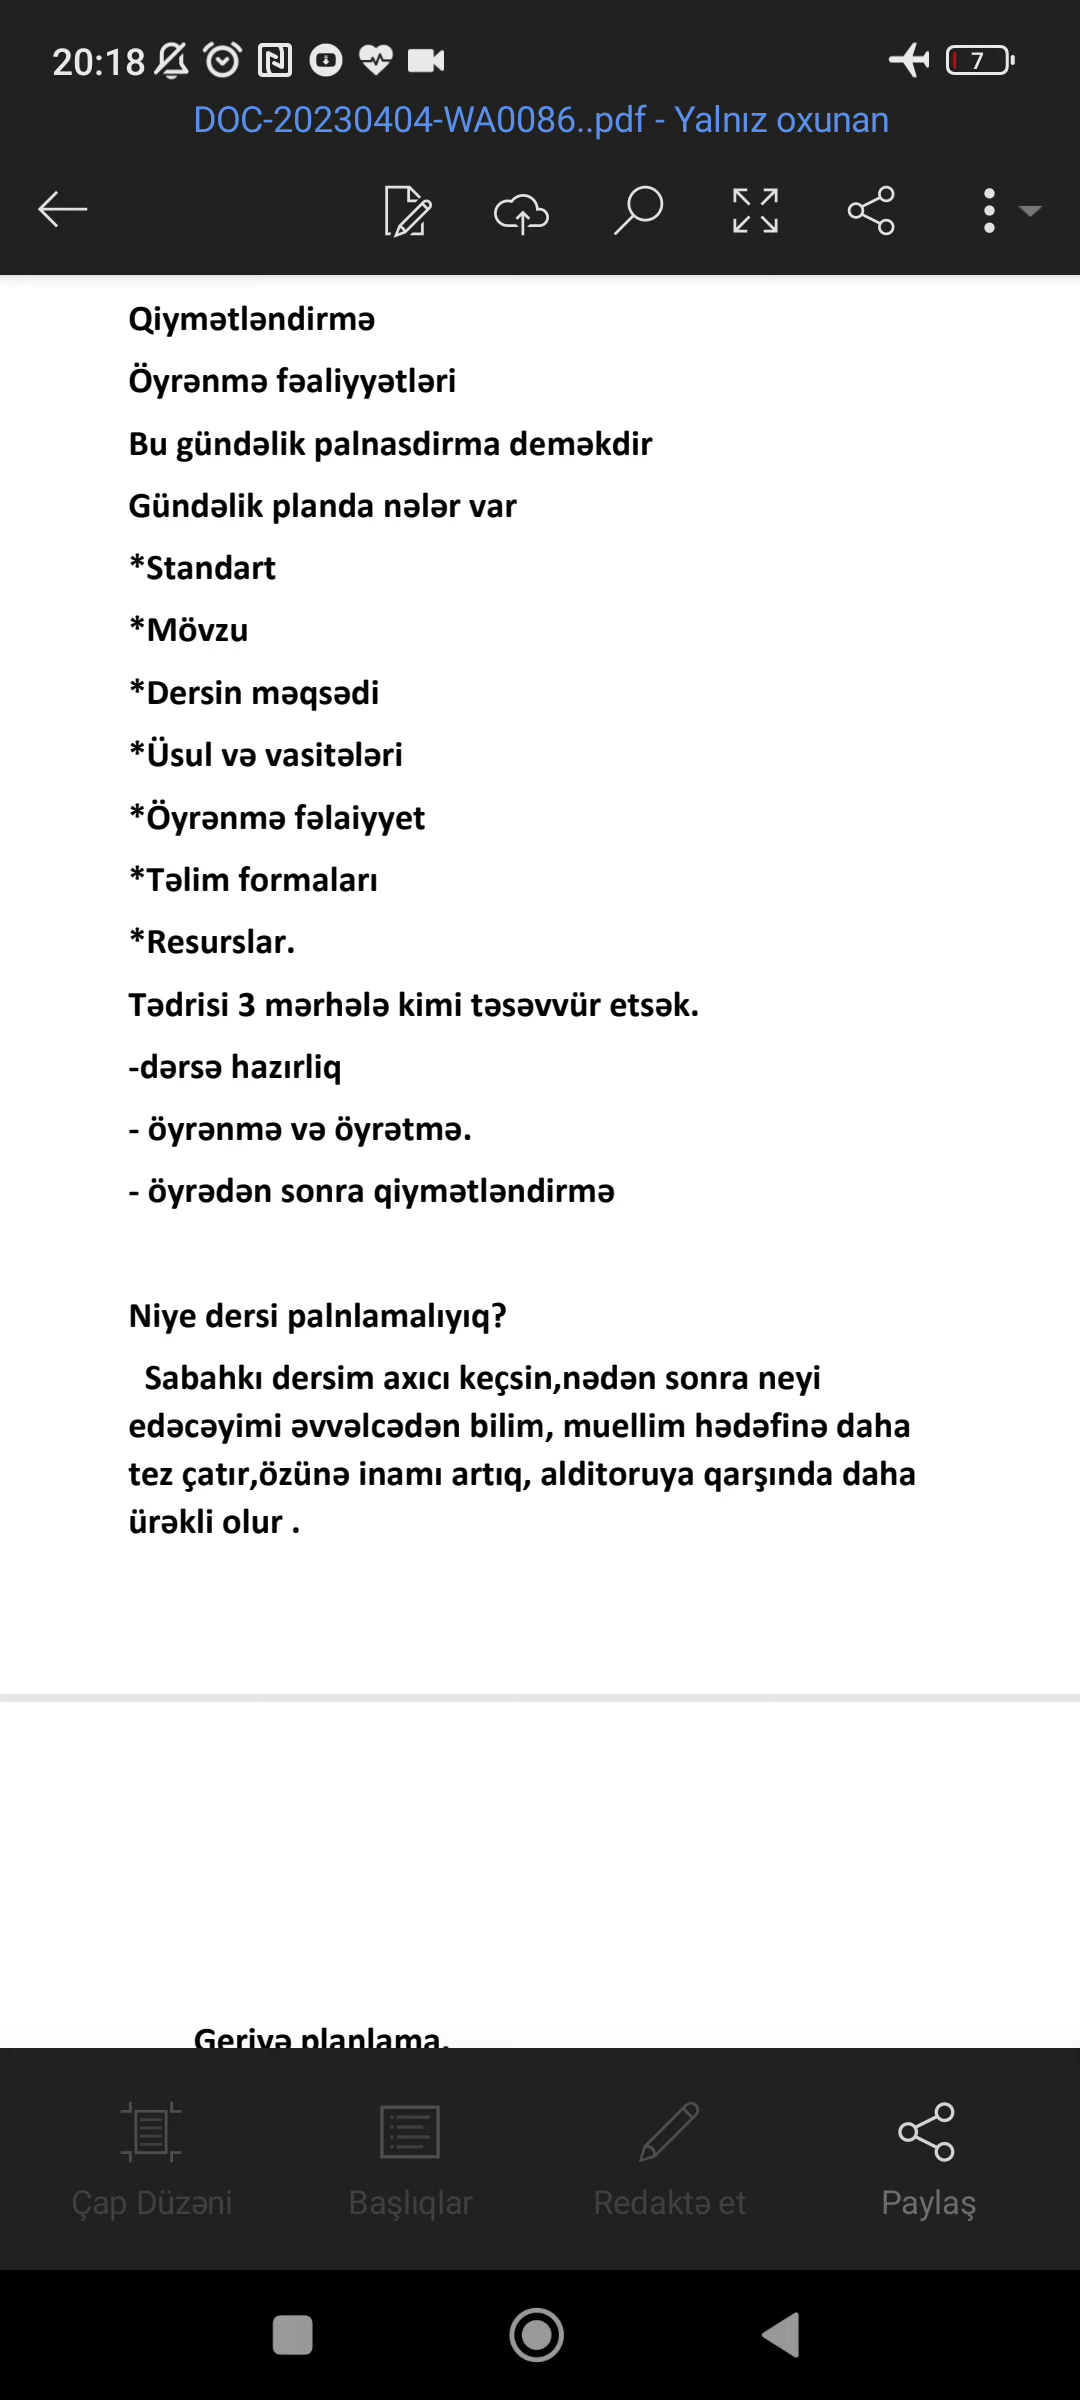 20:18
7
DOC-20230404-WA0086..pdf - Yalnız oxunan
Qiymətləndirmə
Öyrənmə fəaliyyətləri
Bu gündəlik palnasdirma deməkdir
Gündəlik planda nələr var
*Standart
*Mövzu
*Dersin məqsədi
*Üsul və vasitələri
*Öyrənmə fəlaiyyet
*Təlim formaları
*Resurslar.
Tədrisi 3 mərhələ kimi təsəvvür etsək.
-dərsə hazırliq
- öyrənmə və öyrətmə.
- öyrədən sonra qiymətləndirmə
Niye dersi palnlamalıyıq?
Sabahkı dersim axıcı keçsin,nədən sonra neyi
edəcəyimi əvvəlcədən bilim, muellim hədəfinə daha
tez çatır,özünə inamı artıq, alditoruya qarşında daha
ürəkli olur .
Geriyə planlama.
Çap Düzəni
Başlıqlar
Redaktə et
Paylaş